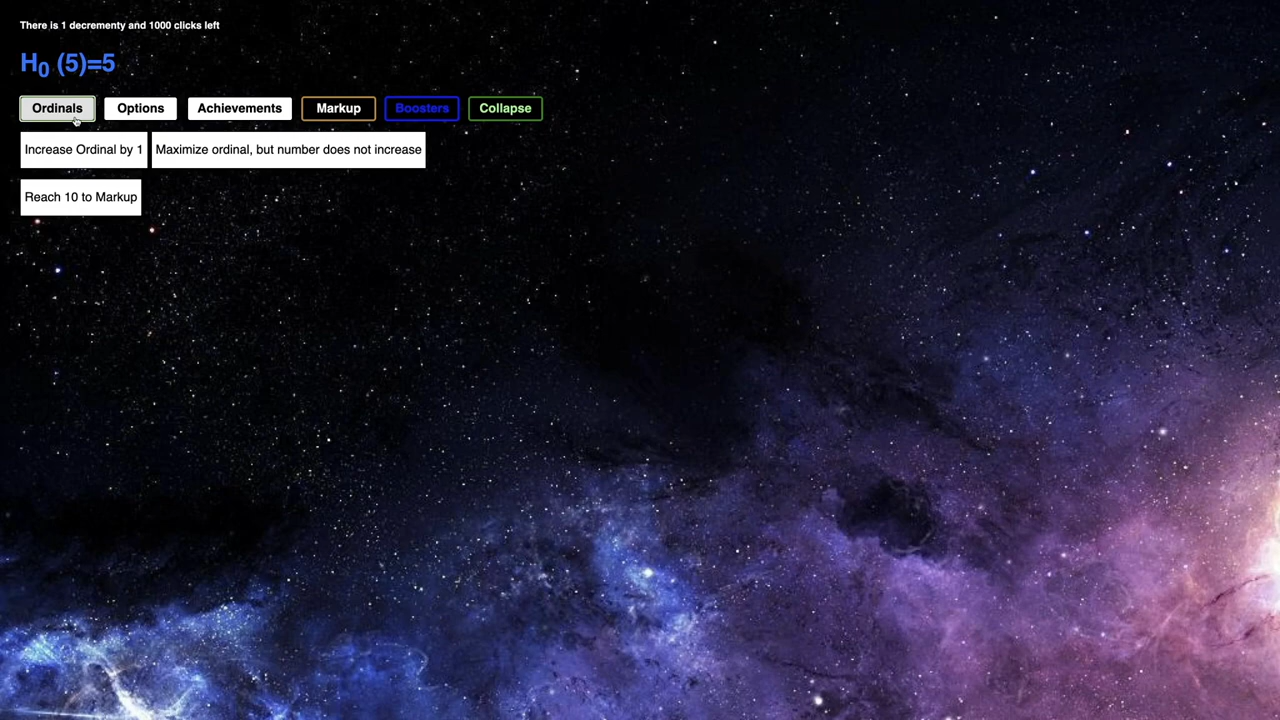 There is 1 decrementy and 1000 clicks left
H0 (5)=5
Ordinals Options Achievements Markup Boosters Collapse
Increase Ordinal by 1 Maximize ordinal, but number does not increase
Reach 10 to Markup